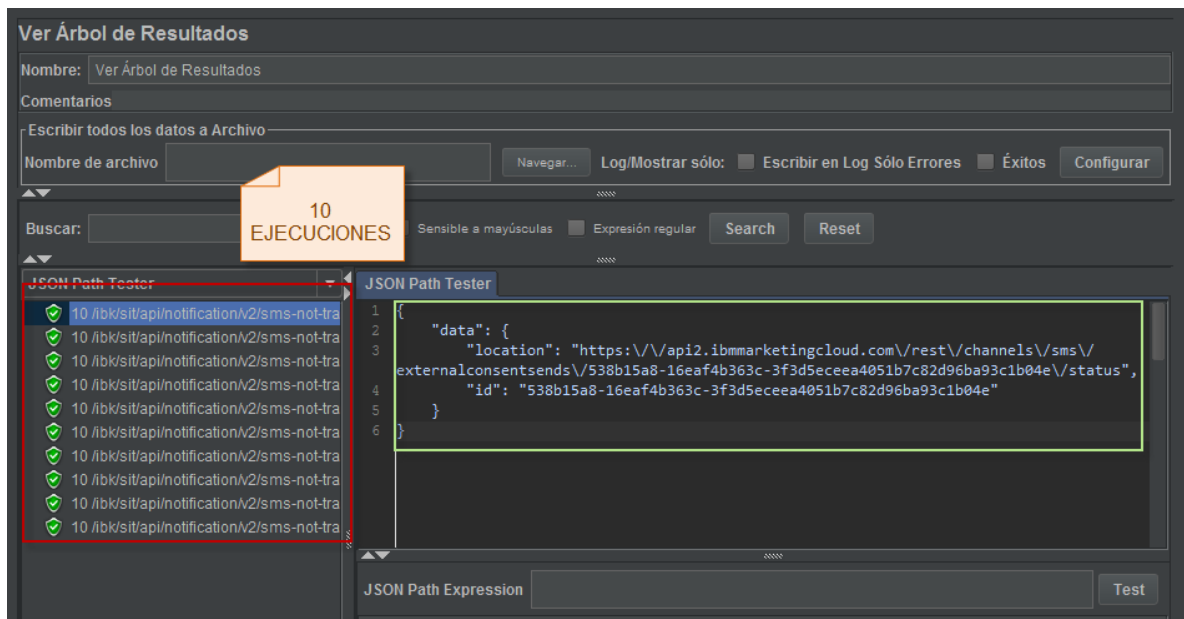 Ver Árbol de Resultados
Nombre: Ver Árbol de Resultados
Comentarios
Escribir todos los datos a Archivo
Nombre de archivo Navegar... Log/Mostrar sólo: Escribir en Log Sólo Errores Éxitos Configurar
10
EJECUCIONES
Buscar: Sensible a mayúsculas Expresión regular Search Reset
JSON Path Tester
10 /ibk/sit/api/notification/v2/sms-not-tra
10 /ibk/sit/api/notification/v2/sms-not-tra
10 /ibk/sit/api/notification/v2/sms-not-tra
10 /ibk/sit/api/notification/v2/sms-not-tra
10 /ibk/sit/api/notification/v2/sms-not-tra
10 /ibk/sit/api/notification/v2/sms-not-tra
10 /ibk/sit/api/notification/v2/sms-not-tra
10 /ibk/sit/api/notification/v2/sms-not-tra
10 /ibk/sit/api/notification/v2/sms-not-tra
10 /ibk/sit/api/notification/v2/sms-not-tra
JSON Path Tester
1 {
2 "data": {
3 "location": "https:\/\/api2.ibmmarketingcloud.com\/rest\/channels\/sms\/
externalconsentsends\/538b15a8-16eaf4b363c-3f3d5eceea4051b7c82d96ba93c1b04e\/status",
4 "id": "538b15a8-16eaf4b363c-3f3d5eceea4051b7c82d96ba93c1b04e"
5 }
6 }
JSON Path Expression Test